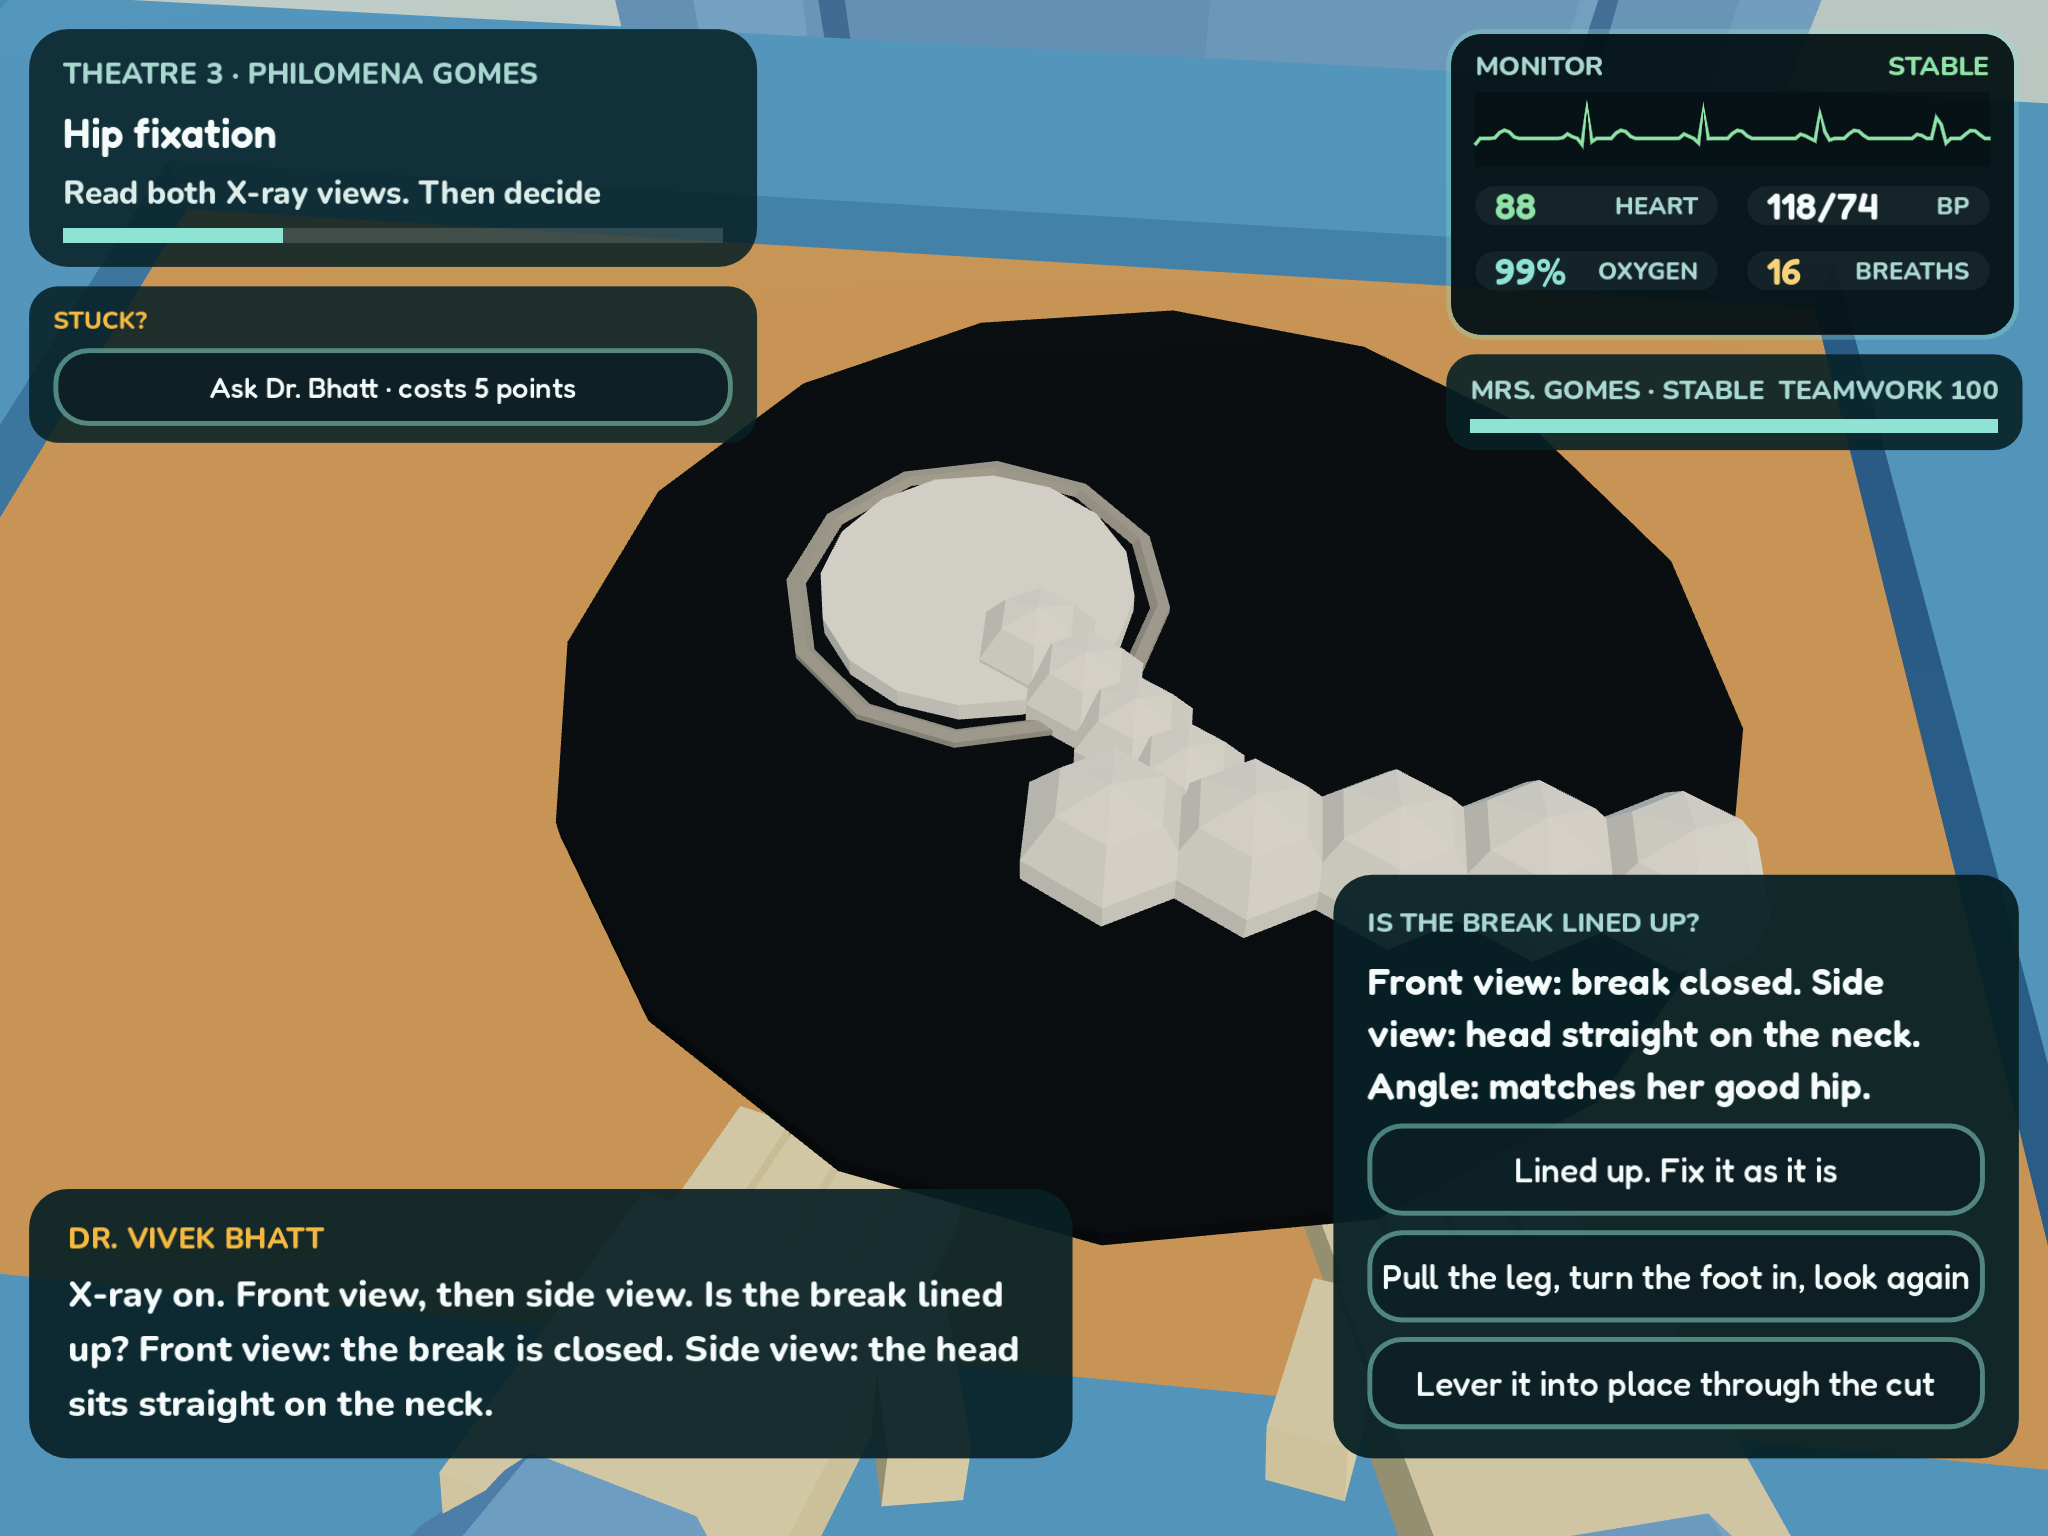 THEATRE 3 · PHILOMENA GOMES
Hip fixation
Read both X-ray views. Then decide
STUCK?
Ask Dr. Bhatt · costs 5 points
MONITOR
STABLE
88 HEART
118/74 BP
99% OXYGEN
16 BREATHS
MRS. GOMES · STABLE TEAMWORK 100
IS THE BREAK LINED UP?
Front view: break closed. Side
view: head straight on the neck.
Angle: matches her good hip.
Lined up. Fix it as it is
Pull the leg, turn the foot in, look again
Lever it into place through the cut
DR. VIVEK BHATT
X-ray on. Front view, then side view. Is the break lined
up? Front view: the break is closed. Side view: the head
sits straight on the neck.